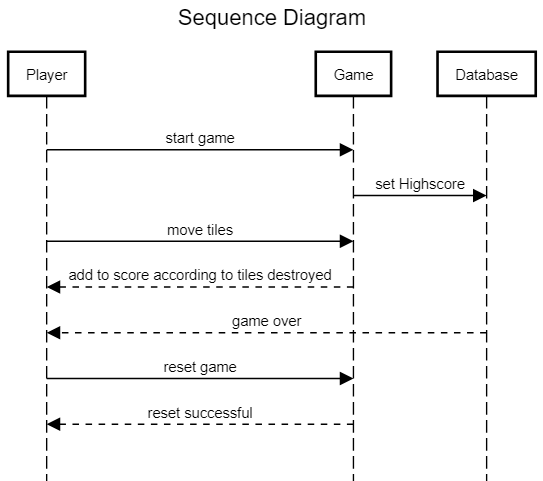 Sequence Diagram
Player
Game
Database
start game
set Highscore
move tiles
add to score according to tiles destroyed
game over
reset game
reset successful